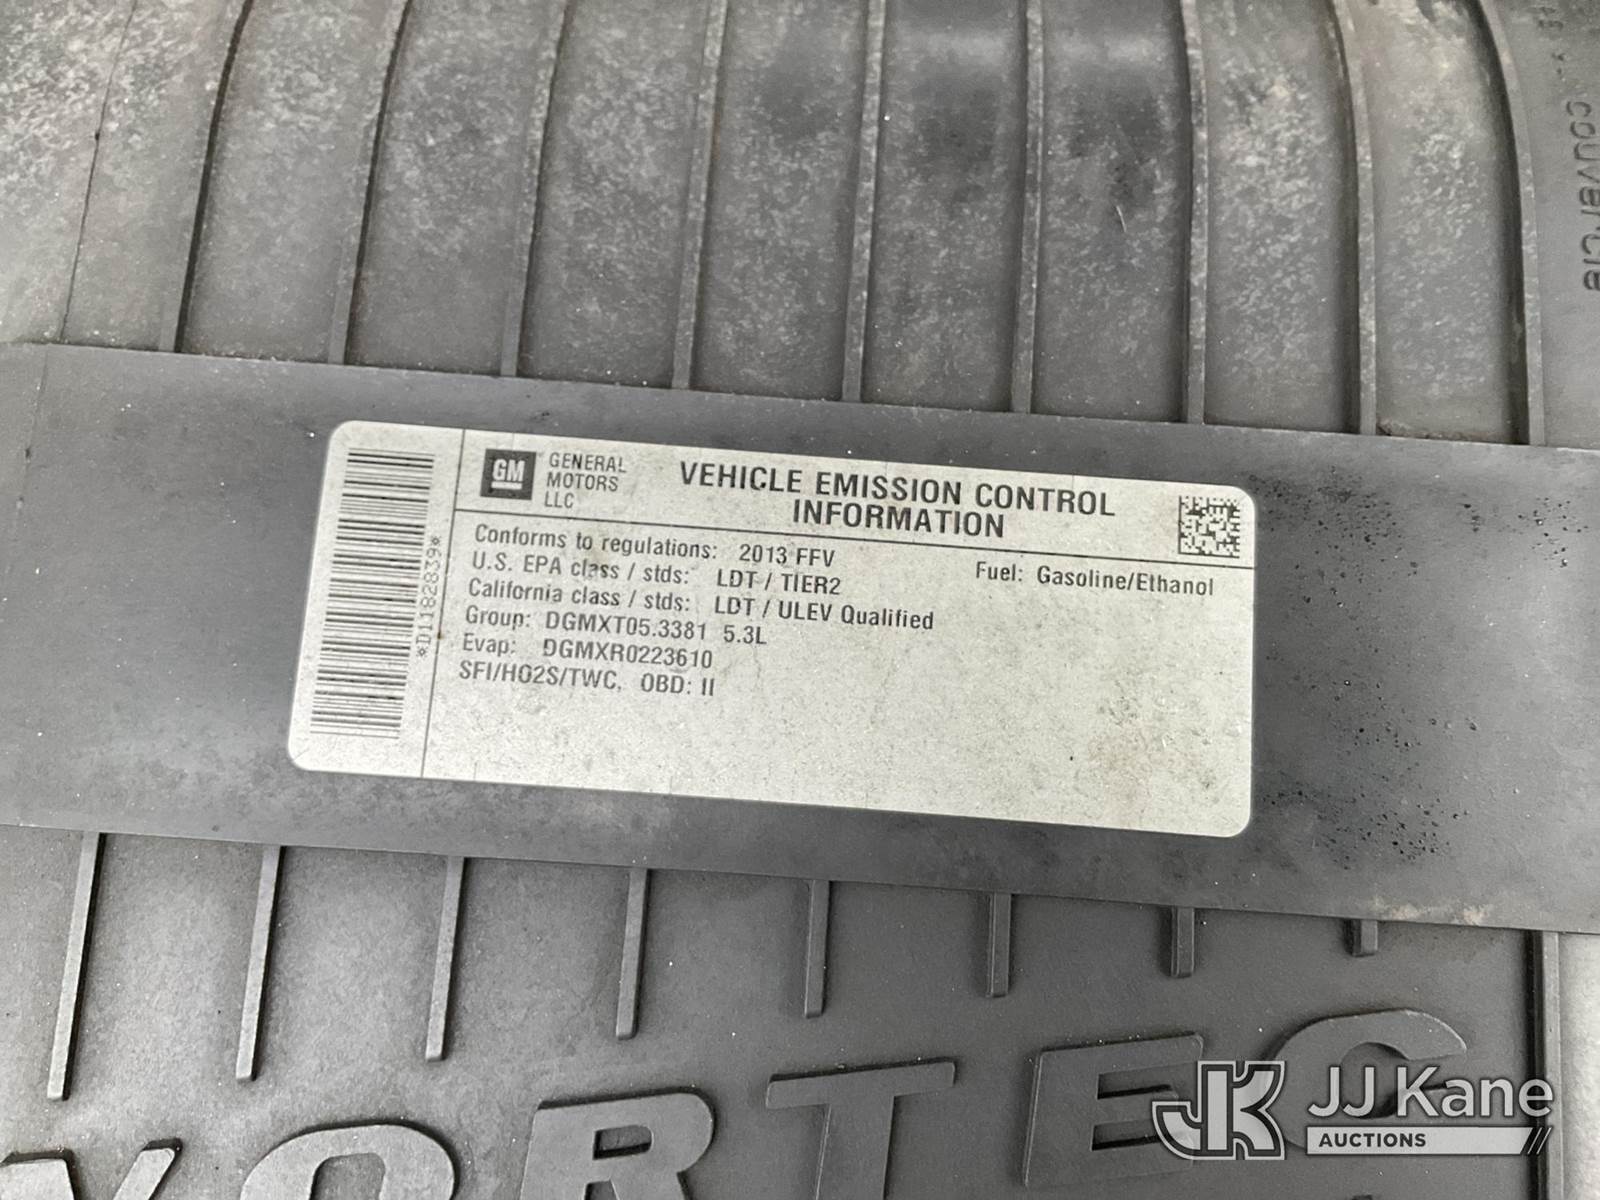 GM GENERAL
MOTORS
LLC
VEHICLE EMISSION CONTROL
INFORMATION
Conforms to regulations: 2013 FFV
Fuel: Gasoline/Ethanol
U.S. EPA class / stds: LDT / TIER2
California class / stds: LDT / ULEV Qualified
Group: DGMXT05.3381 5.3L
Evap: DGMXR0223610
SFI/HO2S/TWC, OBD: II
*D1182839*
VORTEC
JJ Kane
AUCTIONS
JK